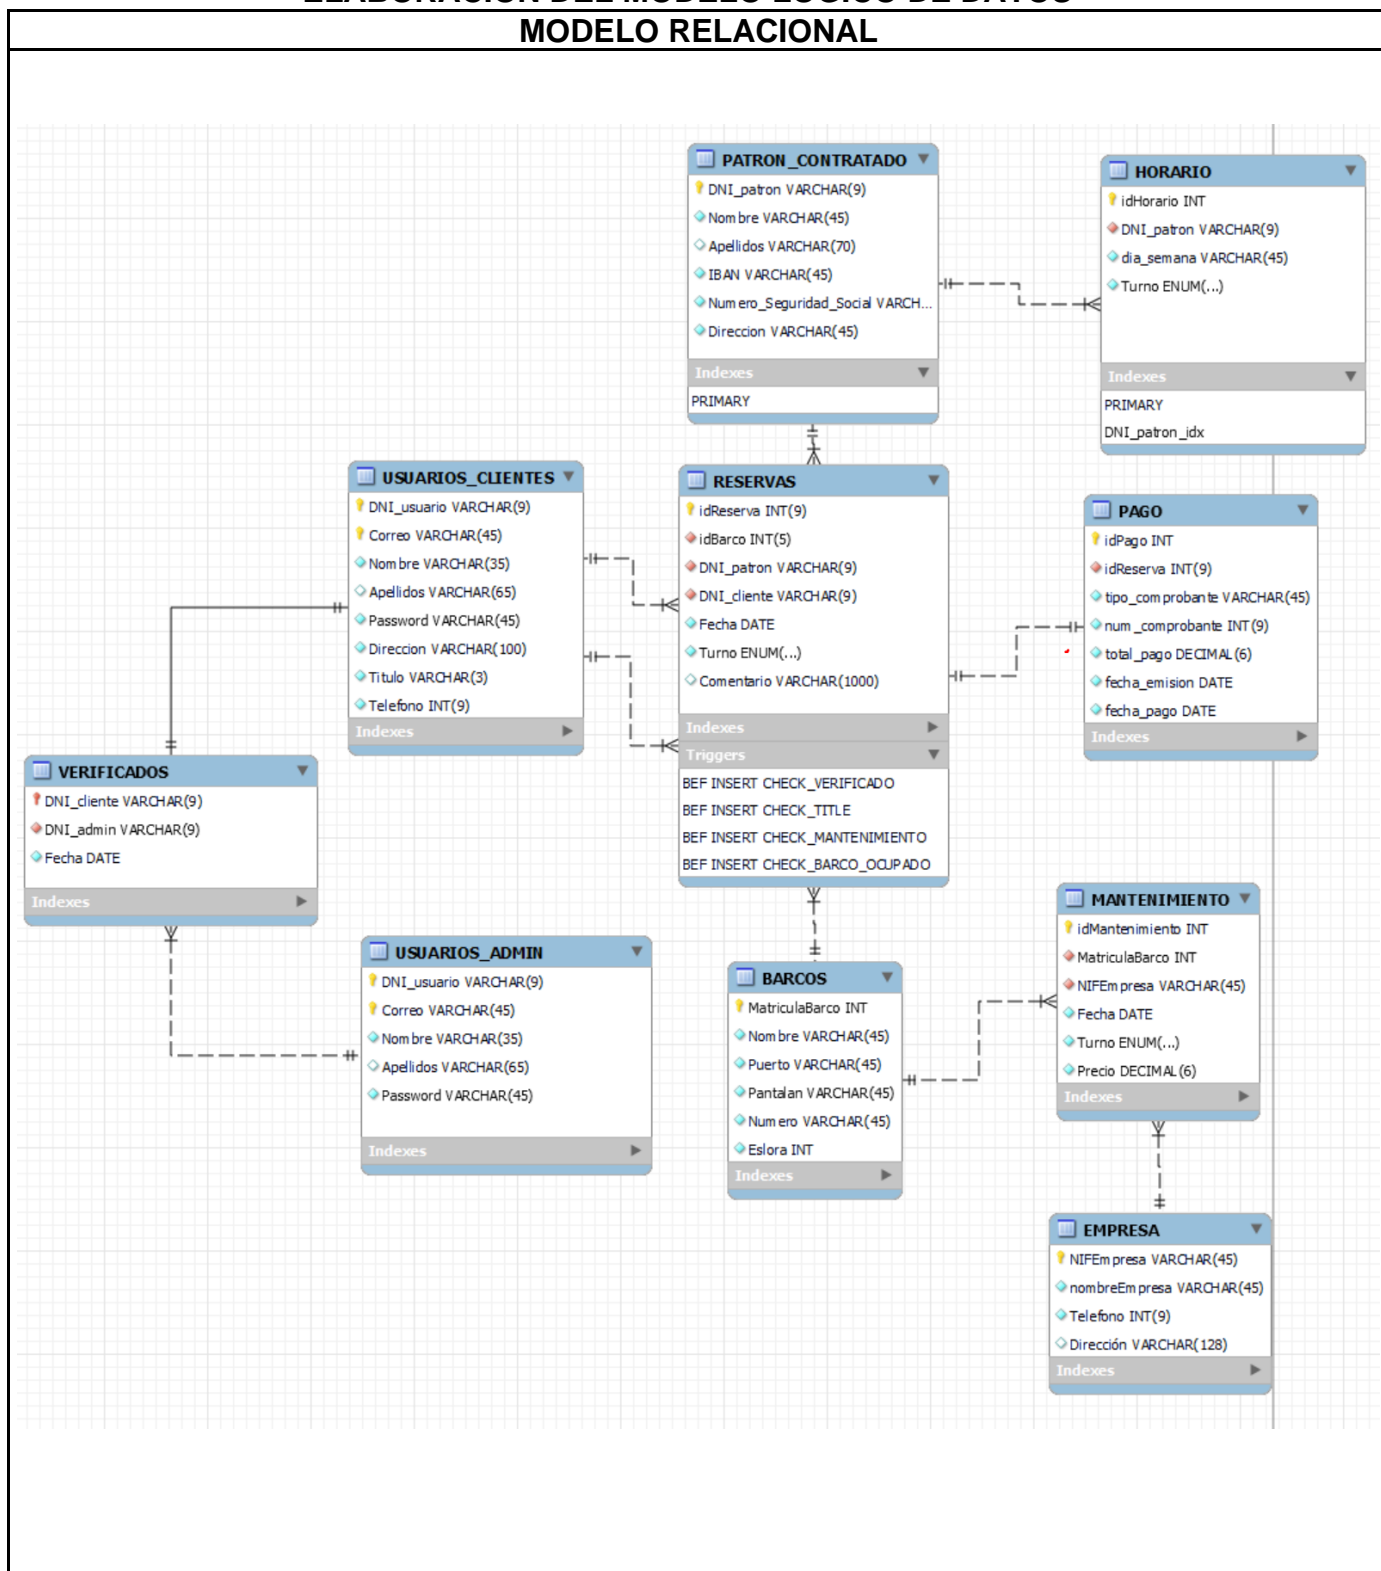 ELABORACIÓN DEL MODELO LÓGICO DE DATOS
MODELO RELACIONAL
PATRON_CONTRATADO
DNI_patron VARCHAR(9)
Nombre VARCHAR(45)
Apellidos VARCHAR(70)
IBAN VARCHAR(45)
Numero_Seguridad_Social VARCH...
Direccion VARCHAR(45)
Indexes
PRIMARY
HORARIO
idHorario INT
DNI_patron VARCHAR(9)
dia_semana VARCHAR(45)
Turno ENUM(...)
Indexes
PRIMARY
DNI_patron_idx
USUARIOS_CLIENTES
DNI_usuario VARCHAR(9)
Correo VARCHAR(45)
Nombre VARCHAR(35)
Apellidos VARCHAR(65)
Password VARCHAR(45)
Direccion VARCHAR(100)
Titulo VARCHAR(3)
Telefono INT(9)
Indexes
RESERVAS
idReserva INT(9)
idBarco INT(5)
DNI_patron VARCHAR(9)
DNI_cliente VARCHAR(9)
Fecha DATE
Turno ENUM(...)
Comentario VARCHAR(1000)
Indexes
Triggers
BEF INSERT CHECK_VERIFICADO
BEF INSERT CHECK_TITLE
BEF INSERT CHECK_MANTENIMIENTO
BEF INSERT CHECK_BARCO_OCUPADO
PAGO
idPago INT
idReserva INT(9)
tipo_comprobante VARCHAR(45)
num_comprobante INT(9)
total_pago DECIMAL(6)
fecha_emision DATE
fecha_pago DATE
Indexes
VERIFICADOS
DNI_cliente VARCHAR(9)
DNI_admin VARCHAR(9)
Fecha DATE
Indexes
USUARIOS_ADMIN
DNI_usuario VARCHAR(9)
Correo VARCHAR(45)
Nombre VARCHAR(35)
Apellidos VARCHAR(65)
Password VARCHAR(45)
Indexes
BARCOS
MatriculaBarco INT
Nombre VARCHAR(45)
Puerto VARCHAR(45)
Pantalan VARCHAR(45)
Numero VARCHAR(45)
Eslora INT
Indexes
MANTENIMIENTO
idMantenimiento INT
MatriculaBarco INT
NIFEmpresa VARCHAR(45)
Fecha DATE
Turno ENUM(...)
Precio DECIMAL(6)
Indexes
EMPRESA
NIFEmpresa VARCHAR(45)
nombreEmpresa VARCHAR(45)
Telefono INT(9)
Dirección VARCHAR(128)
Indexes